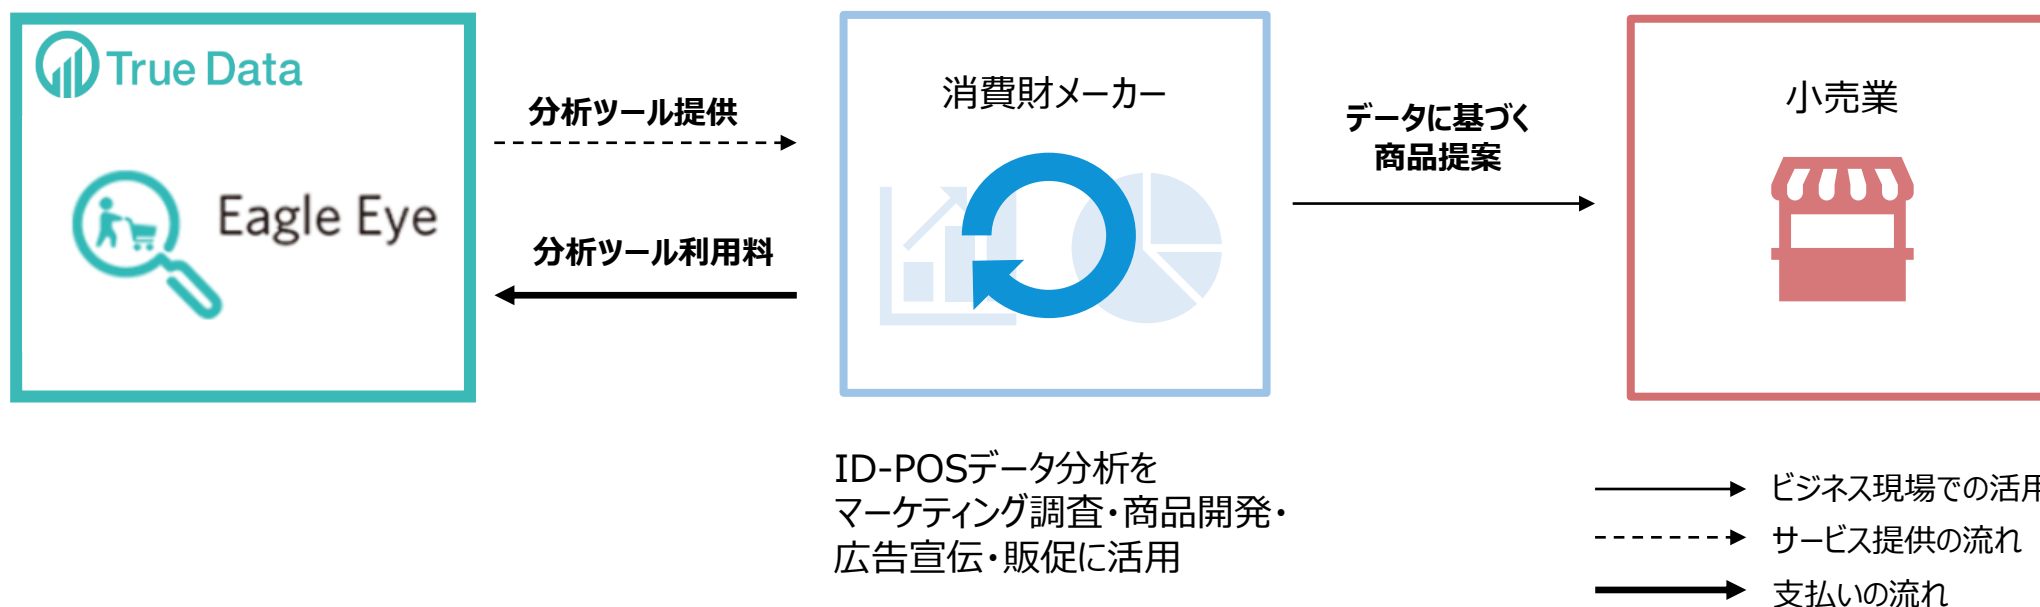 True Data
Eagle Eye
分析ツール提供
分析ツール利用料
消費財メーカー
データに基づく
商品提案
小売業
ID-POSデータ分析を
マーケティング調査・商品開発・
広告宣伝・販促に活用
ビジネス現場での活用
サービス提供の流れ
支払いの流れ